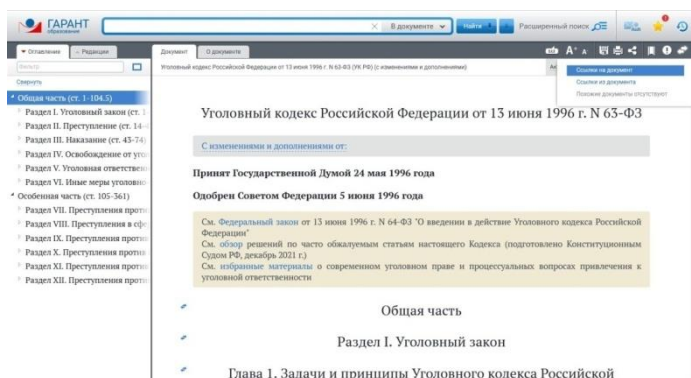 ГАРАНТ
образование
В документе
Найти
Расширенный поиск
Оглавление
Редакции
Документ
О документе
Фильтр
Уголовный кодекс Российской Федерации от 13 июня 1996 г. N 63-ФЗ (УК РФ) (с изменениями и дополнениями)
Ссылки на документ
Ссылки из документа
Похожие документы отсутствуют
Свернуть
Общая часть (ст. 1-104.5)
Раздел I. Уголовный закон (ст. 1
Раздел II. Преступление (ст. 14-
Раздел III. Наказание (ст. 43-74)
Раздел IV. Освобождение от уго
Раздел V. Уголовная ответствен
Раздел VI. Иные меры уголовно
Особенная часть (ст. 105-361)
Раздел VII. Преступления проти
Раздел VIII. Преступления в сфе
Раздел IX. Преступления проти
Раздел X. Преступления против
Раздел XI. Преступления проти
Раздел XII. Преступления проти
Уголовный кодекс Российской Федерации от 13 июня 1996 г. N 63-ФЗ
С изменениями и дополнениями от:
Принят Государственной Думой 24 мая 1996 года
Одобрен Советом Федерации 5 июня 1996 года
См. Федеральный закон от 13 июня 1996 г. N 64-ФЗ "О введении в действие Уголовного кодекса Российской
Федерации"
См. обзор решений по часто обжалуемым статьям настоящего Кодекса (подготовлено Конституционным
Судом РФ, декабрь 2021 г.)
См. избранные материалы о современном уголовном праве и процессуальных вопросах привлечения к
уголовной ответственности
Общая часть
Раздел I. Уголовный закон
Глава 1. Задачи и принципы Уголовного кодекса Российской